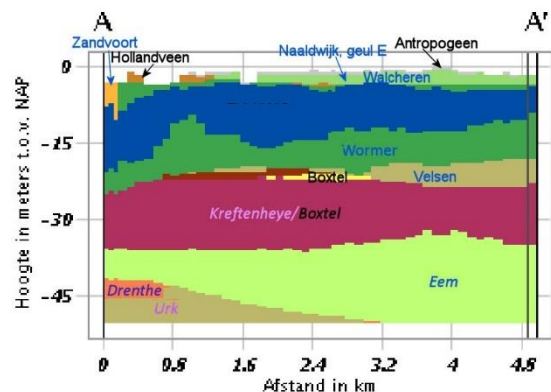 A
A'
Zandvoort
Hollandveen
Naaldwijk, geul E
Antropogeen
Walcheren
Wormer
Boxtel
Velsen
Kreftenheye/Boxtel
Eem
Drenthe
Urk
Hoogte in meters t.o.v. NAP
0
-15
-30
-45
0
0.8
1.6
2.4
3.2
4
4.8
Afstand in km